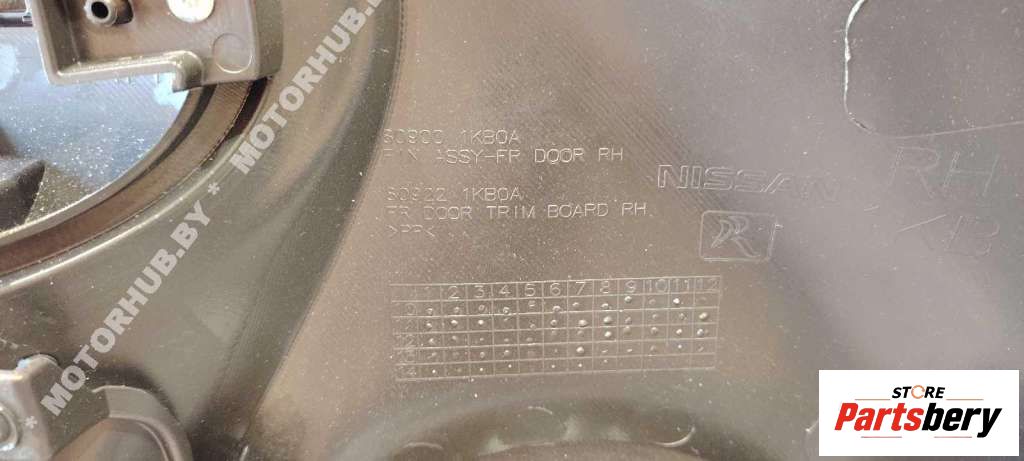 MOTORHUB.BY * MOTORHUB.BY *
80900 1KB0A
FIN ASSY-FR DOOR RH
80922 1KB0A
FR DOOR TRIM BOARD RH
>PP<
NISSAN
RH
1 2 3 4 5 6 7 8 9 10 11 12
STORE
Partsbery